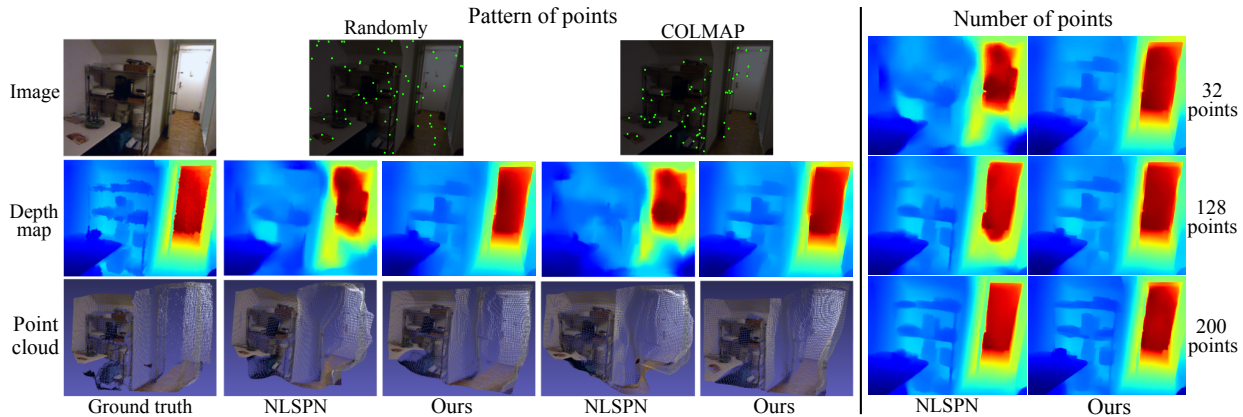 Pattern of points
Number of points
Randomly
COLMAP
Image
32
points
Depth
map
128
points
Point
cloud
200
points
Ground truth
NLSPN
Ours
NLSPN
Ours
NLSPN
Ours